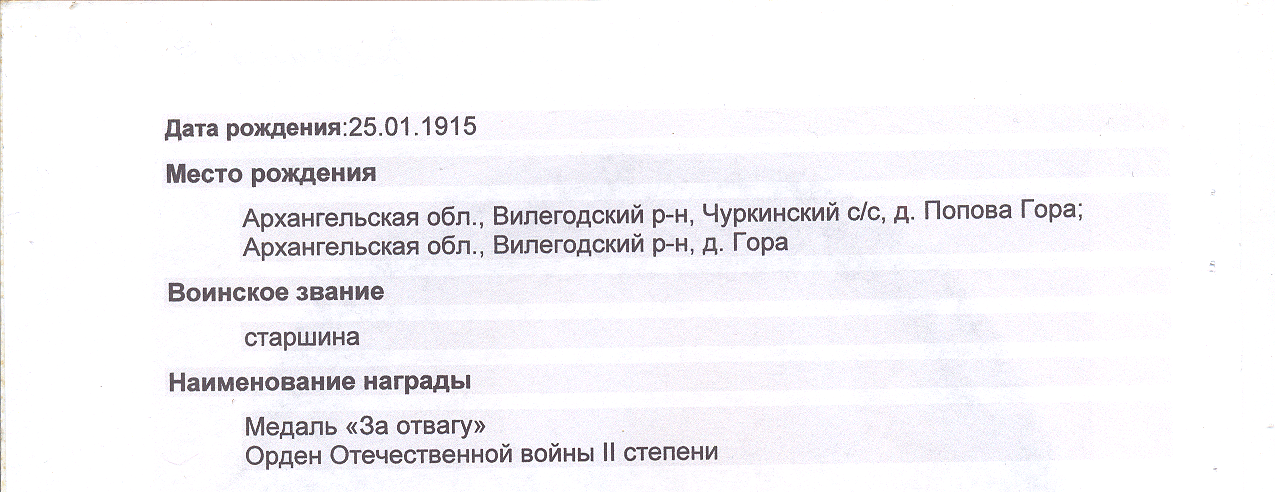 Дата рождения:25.01.1915
Место рождения
Архангельская обл., Вилегодский р-н, Чуркинский с/с, д. Попова Гора;
Архангельская обл., Вилегодский р-н, д. Гора
Воинское звание
старшина
Наименование награды
Медаль «За отвагу»
Орден Отечественной войны II степени